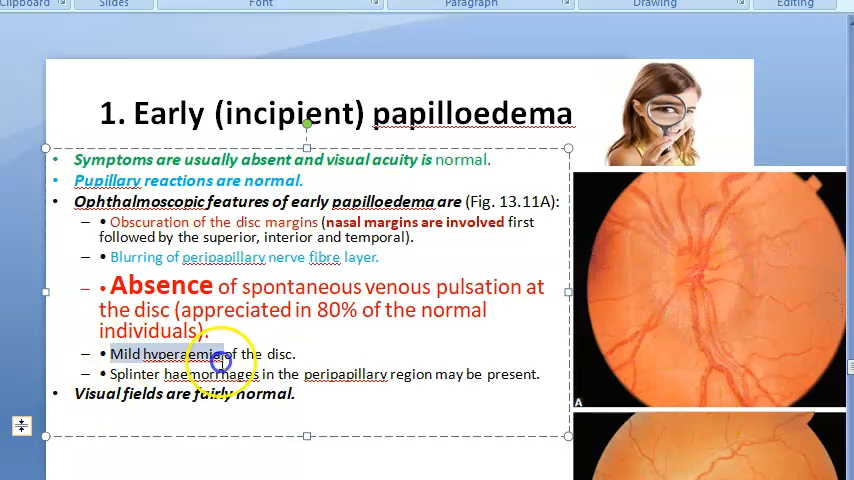 Clipboard
Slides
Font
Paragraph
Drawing
Editing
1. Early (incipient) papilloedema
• Symptoms are usually absent and visual acuity is normal.
• Pupillary reactions are normal.
• Ophthalmoscopic features of early papilloedema are (Fig. 13.11A):
– • Obscuration of the disc margins (nasal margins are involved first
followed by the superior, interior and temporal).
– • Blurring of peripapillary nerve fibre layer.
– • Absence of spontaneous venous pulsation at
the disc (appreciated in 80% of the normal
individuals).
– • Mild hyperaemia of the disc.
– • Splinter haemorrhages in the peripapillary region may be present.
• Visual fields are fairly normal.
A